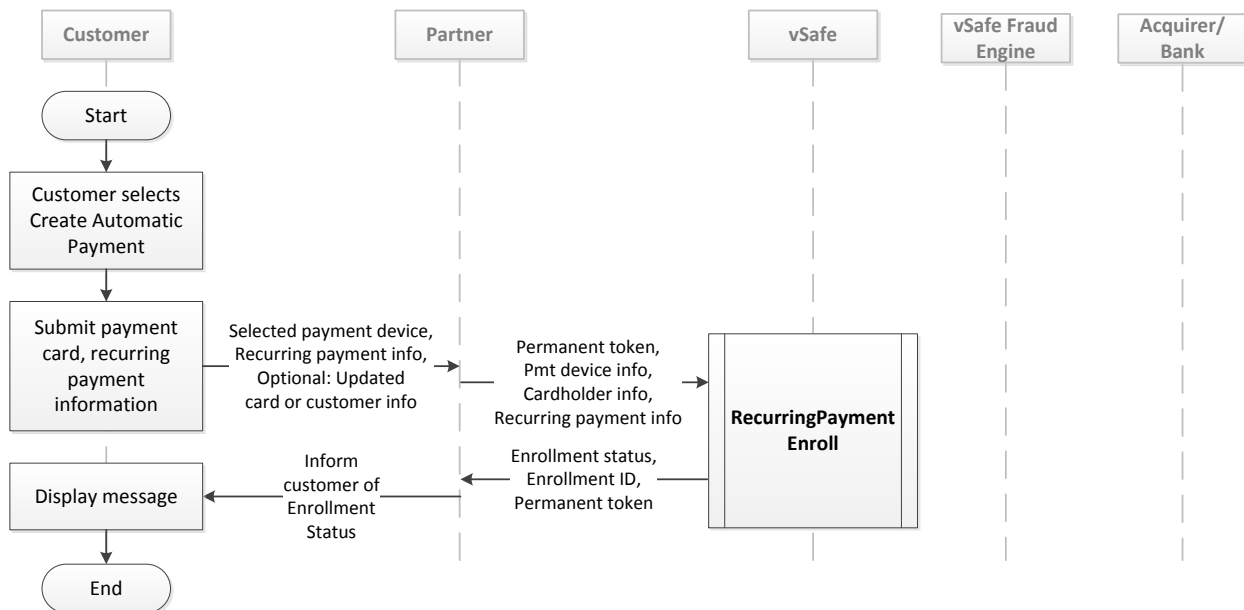 Customer
Partner
vSafe
vSafe Fraud
Engine
Acquirer/
Bank
Start
Customer selects
Create Automatic
Payment
Submit payment
card, recurring
payment
information
Selected payment device,
Recurring payment info,
Optional: Updated
card or customer info
Permanent token,
Pmt device info,
Cardholder info,
Recurring payment info
RecurringPayment
Enroll
Enrollment status,
Enrollment ID,
Permanent token
Inform
customer of
Enrollment
Status
Display message
End